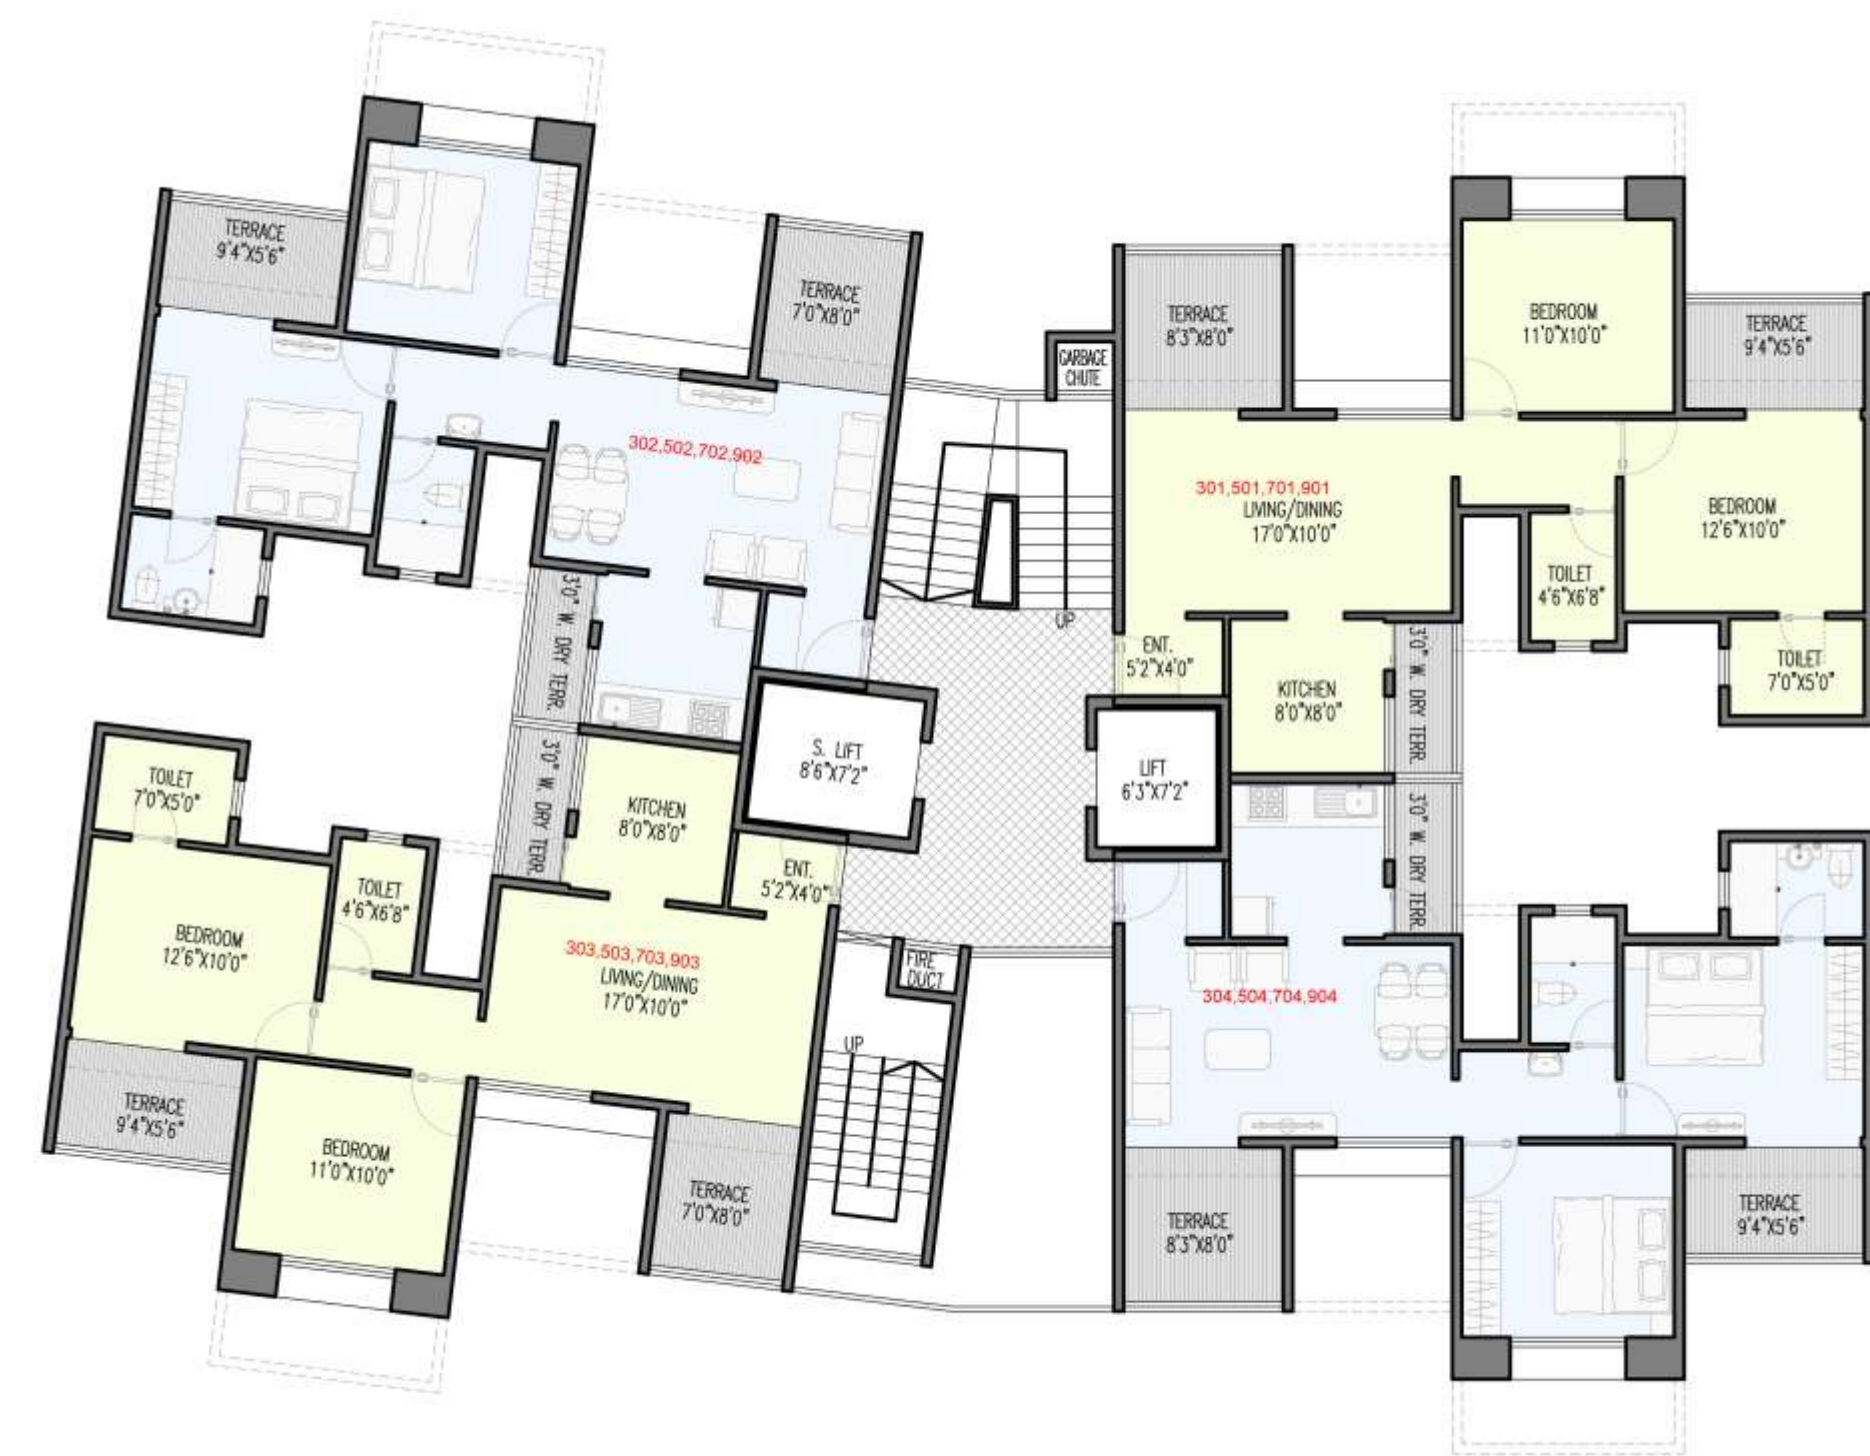 TERRACE
9'4"X5'6"
TERRACE
7'0"X8'0"
302,502,702,902
3'0" W. DRY TERR.
GARBAGE
CHUTE
UP
TERRACE
8'3"X8'0"
BEDROOM
11'0"X10'0"
TERRACE
9'4"X5'6"
301,501,701,901
LIVING/DINING
17'0"X10'0"
BEDROOM
12'6"X10'0"
TOILET
4'6"X6'8"
ENT.
5'2"X4'0"
KITCHEN
8'0"X8'0"
3'0" W. DRY TERR.
TOILET
7'0"X5'0"
S. LIFT
8'6"X7'2"
LIFT
6'3"X7'2"
TOILET
7'0"X5'0"
3'0" W. DRY TERR.
KITCHEN
8'0"X8'0"
ENT.
5'2"X4'0"
TOILET
4'6"X6'8"
BEDROOM
12'6"X10'0"
303,503,703,903
LIVING/DINING
17'0"X10'0"
FIRE
DUCT
UP
TERRACE
9'4"X5'6"
BEDROOM
11'0"X10'0"
TERRACE
7'0"X8'0"
3'0" W. DRY TERR.
304,504,704,904
TERRACE
8'3"X8'0"
TERRACE
9'4"X5'6"